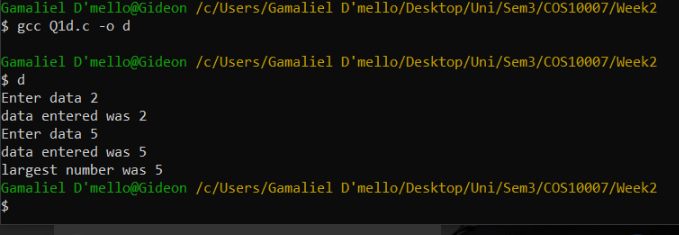 Gamaliel D'mello@Gideon /c/Users/Gamaliel D'mello/Desktop/Uni/Sem3/COS10007/Week2
$ gcc Q1d.c -o d
Gamaliel D'mello@Gideon /c/Users/Gamaliel D'mello/Desktop/Uni/Sem3/COS10007/Week2
$ d
Enter data 2
data entered was 2
Enter data 5
data entered was 5
largest number was 5
Gamaliel D'mello@Gideon /c/Users/Gamaliel D'mello/Desktop/Uni/Sem3/COS10007/Week2
$